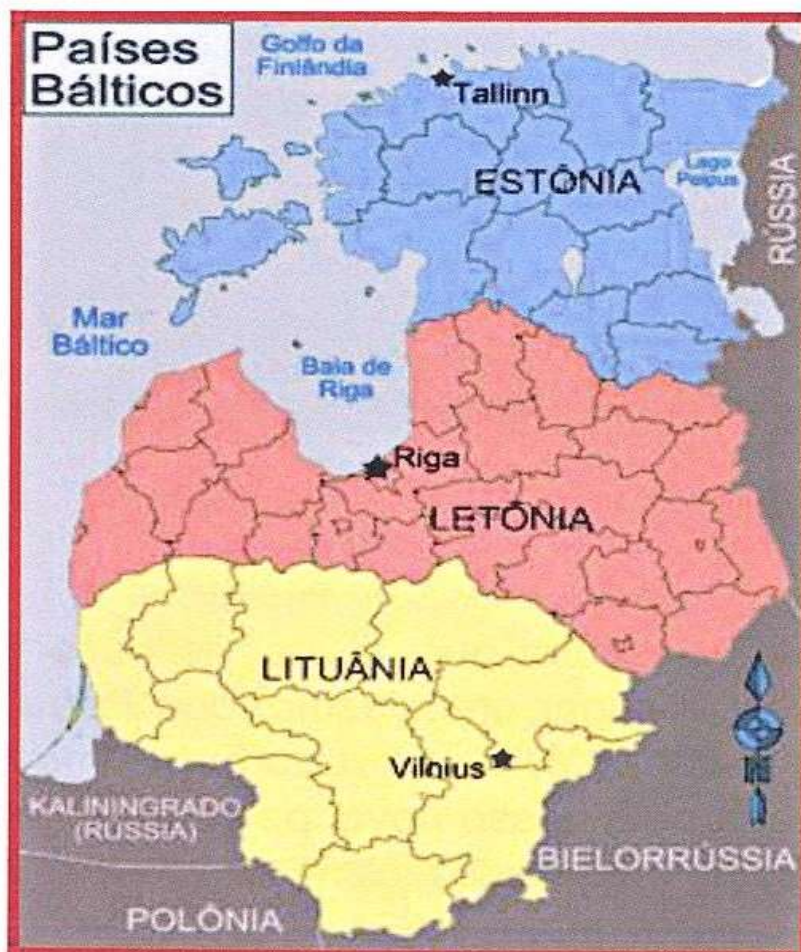 Países
Bálticos
Golfo da
Finlândia
Tallinn
ESTÔNIA
Lago
Peipus
RÚSSIA
Mar
Báltico
Baia de
Riga
Riga
LETÔNIA
LITUÂNIA
Vilnius
KALININGRADO
(RÚSSIA)
BIELORRÚSSIA
POLÔNIA